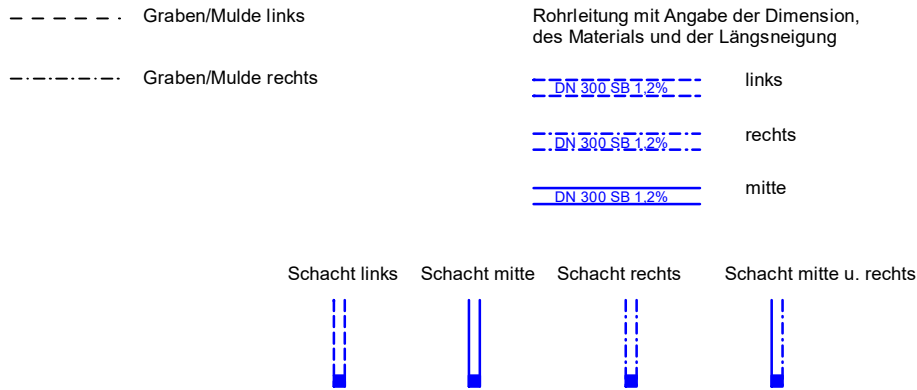 Graben/Mulde links
Graben/Mulde rechts
Rohrleitung mit Angabe der Dimension,
des Materials und der Längsneigung
DN 300 SB 1,2%
links
DN 300 SB 1,2%
rechts
DN 300 SB 1,2%
mitte
Schacht links
Schacht mitte
Schacht rechts
Schacht mitte u. rechts